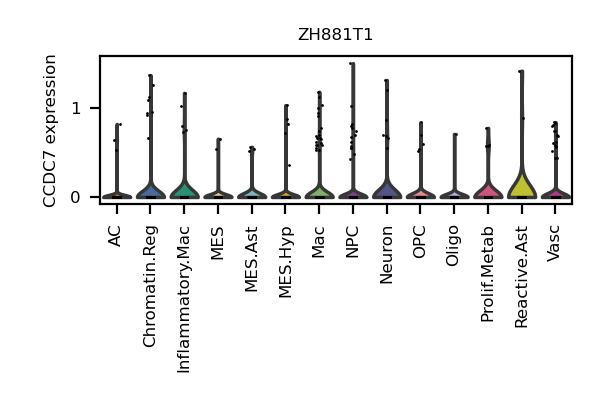 ZH881T1
CCDC7 expression
1
0
AC
Chromatin.Reg
Inflammatory.Mac
MES
MES.Ast
MES.Hyp
Mac
NPC
Neuron
OPC
Oligo
Prolif.Metab
Reactive.Ast
Vasc